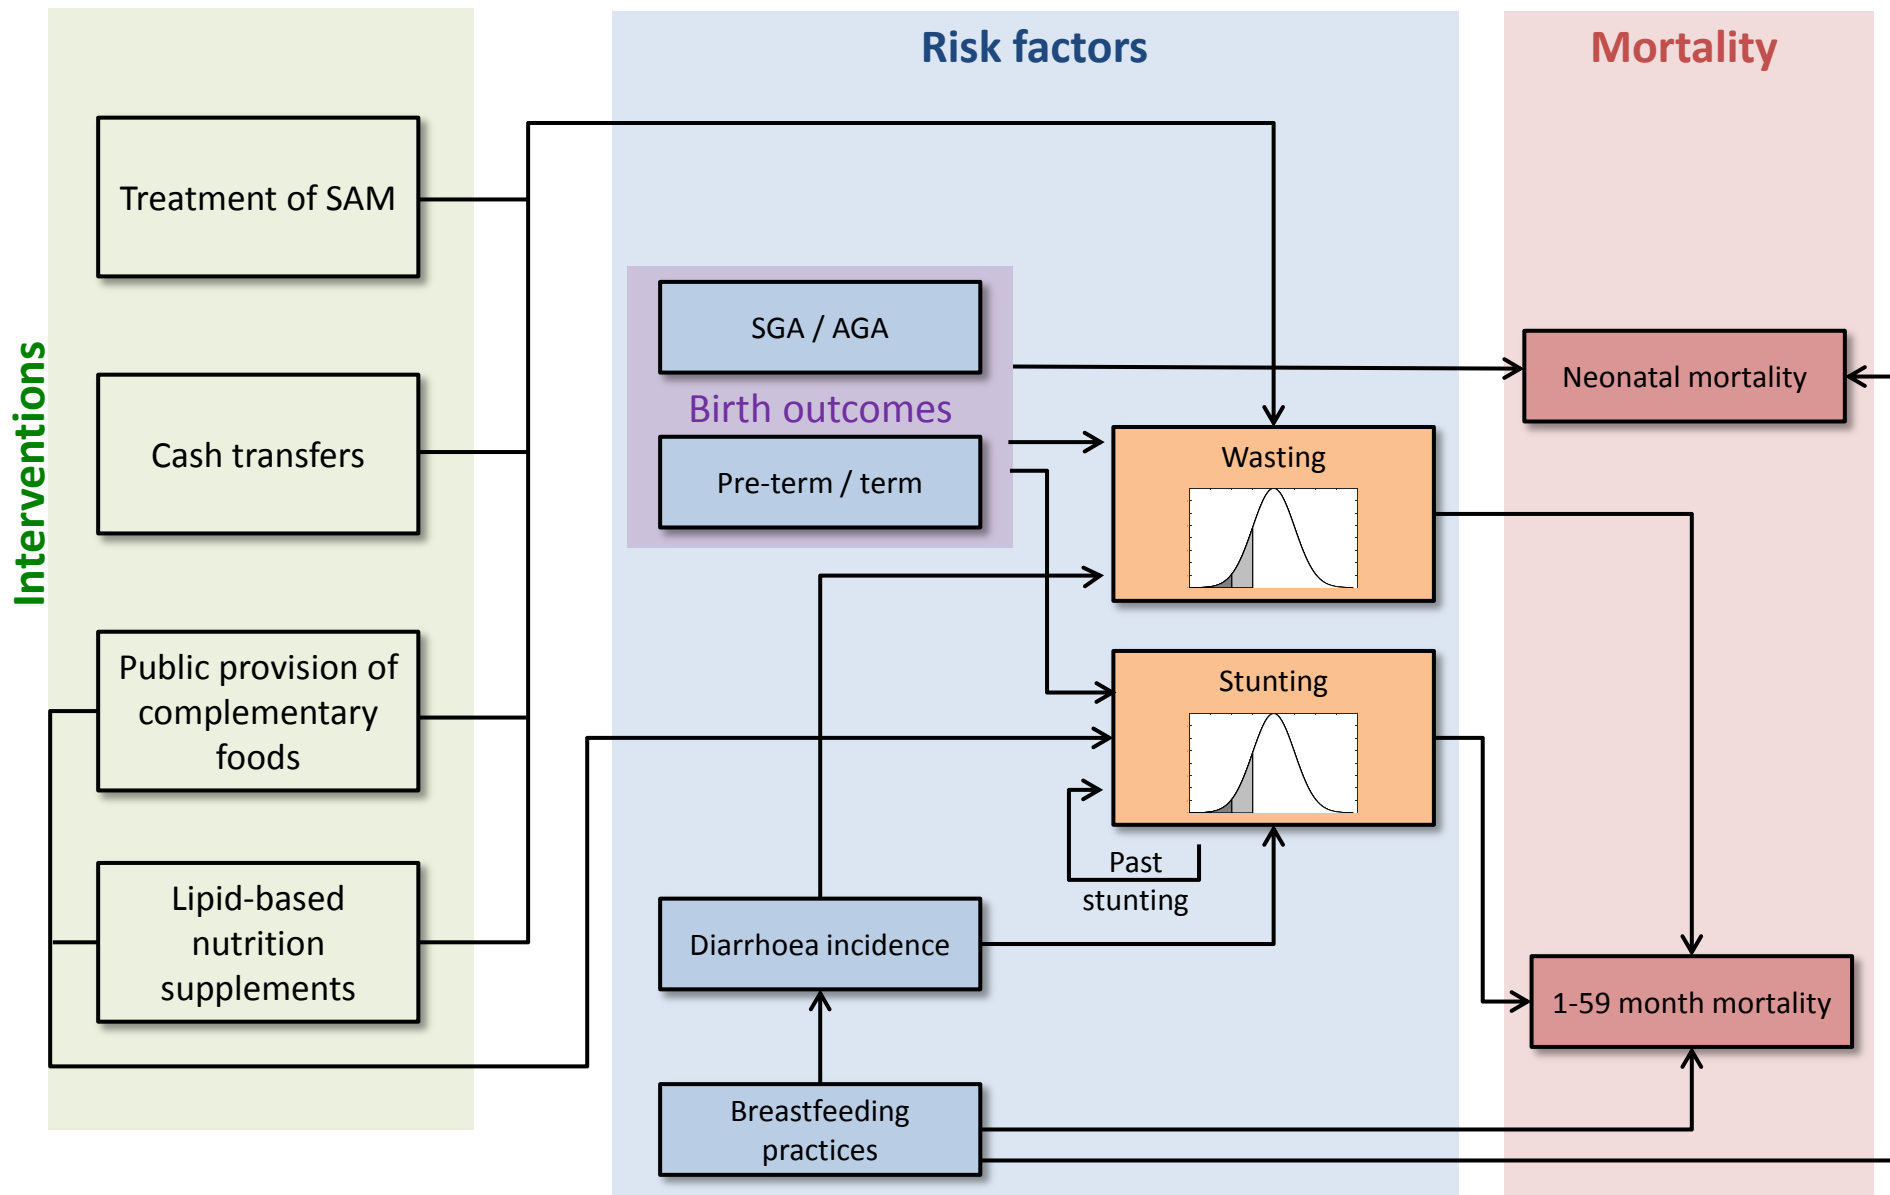 Risk factors
Mortality
Interventions
Treatment of SAM
Cash transfers
Public provision of
complementary
foods
Lipid-based
nutrition
supplements
SGA / AGA
Birth outcomes
Pre-term / term
Wasting
Stunting
Past
stunting
Diarrhoea incidence
Breastfeeding
practices
Neonatal mortality
1-59 month mortality